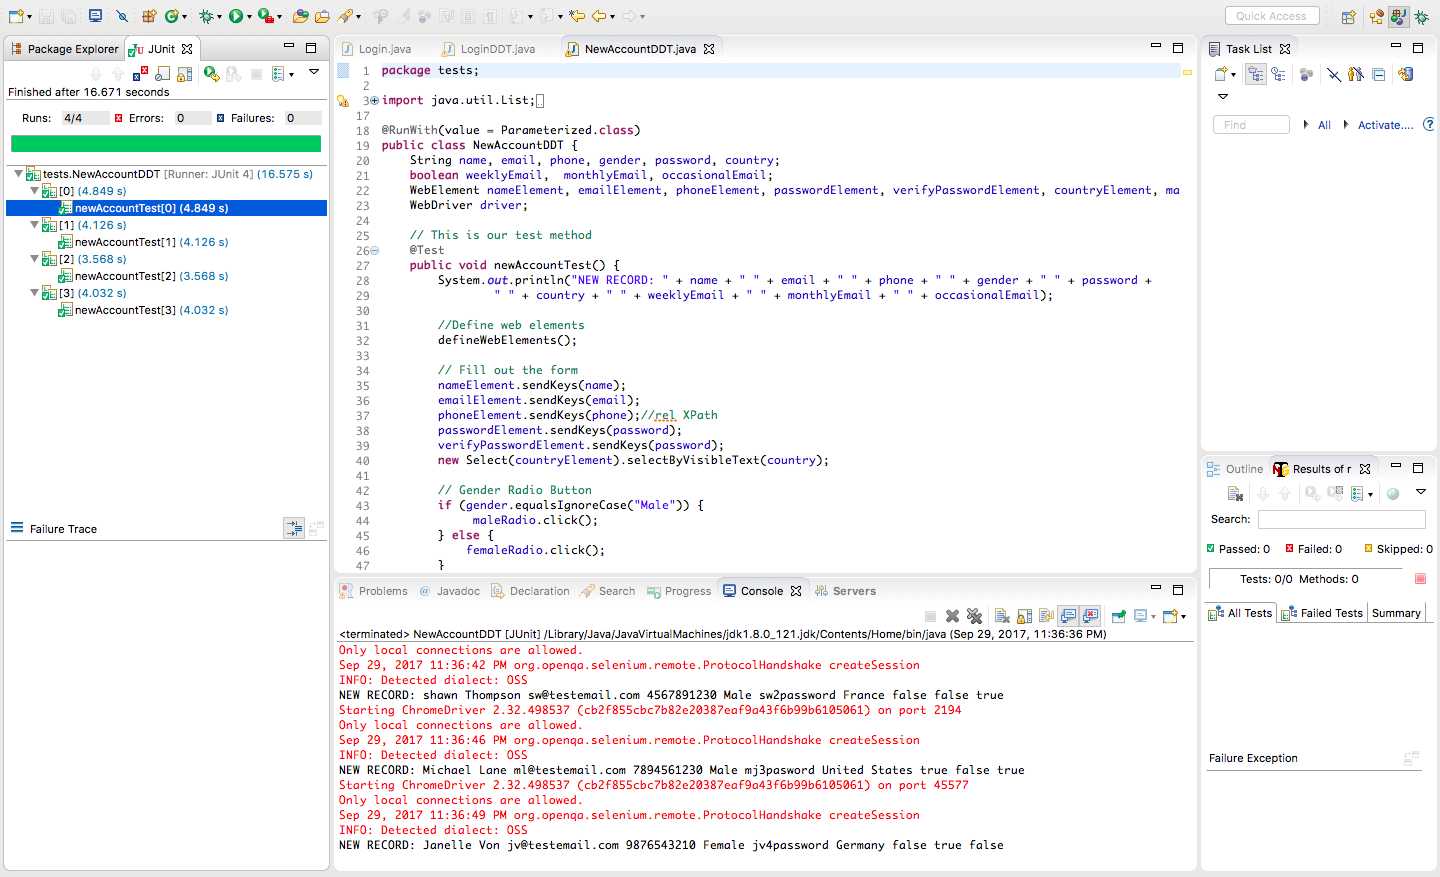 Quick Access
Package Explorer
JUnit
Finished after 16.671 seconds
Runs: 4/4 Errors: 0 Failures: 0
tests.NewAccountDDT [Runner: JUnit 4] (16.575 s)
[0] (4.849 s)
newAccountTest[0] (4.849 s)
[1] (4.126 s)
newAccountTest[1] (4.126 s)
[2] (3.568 s)
newAccountTest[2] (3.568 s)
[3] (4.032 s)
newAccountTest[3] (4.032 s)
Failure Trace
Login.java LoginDDT.java NewAccountDDT.java
1 package tests;
2
3 import java.util.List;
17
18 @RunWith(value = Parameterized.class)
19 public class NewAccountDDT {
20 String name, email, phone, gender, password, country;
21 boolean weeklyEmail, monthlyEmail, occasionalEmail;
22 WebElement nameElement, emailElement, phoneElement, passwordElement, verifyPasswordElement, countryElement, ma
23 WebDriver driver;
24
25 // This is our test method
26 @Test
27 public void newAccountTest() {
28 System.out.println("NEW RECORD: " + name + " " + email + " " + phone + " " + gender + " " + password +
29 " " + country + " " + weeklyEmail + " " + monthlyEmail + " " + occasionalEmail);
30
31 //Define web elements
32 defineWebElements();
33
34 // Fill out the form
35 nameElement.sendKeys(name);
36 emailElement.sendKeys(email);
37 phoneElement.sendKeys(phone);//rel XPath
38 passwordElement.sendKeys(password);
39 verifyPasswordElement.sendKeys(password);
40 new Select(countryElement).selectByVisibleText(country);
41
42 // Gender Radio Button
43 if (gender.equalsIgnoreCase("Male")) {
44 maleRadio.click();
45 } else {
46 femaleRadio.click();
47 }
Problems @ Javadoc Declaration Search Progress Console Servers
<terminated> NewAccountDDT [JUnit] /Library/Java/JavaVirtualMachines/jdk1.8.0_121.jdk/Contents/Home/bin/java (Sep 29, 2017, 11:36:36 PM)
Only local connections are allowed.
Sep 29, 2017 11:36:42 PM org.openqa.selenium.remote.ProtocolHandshake createSession
INFO: Detected dialect: OSS
NEW RECORD: shawn Thompson sw@testemail.com 4567891230 Male sw2password France false false true
Starting ChromeDriver 2.32.498537 (cb2f855cbc7b82e20387eaf9a43f6b99b6105061) on port 2194
Only local connections are allowed.
Sep 29, 2017 11:36:46 PM org.openqa.selenium.remote.ProtocolHandshake createSession
INFO: Detected dialect: OSS
NEW RECORD: Michael Lane ml@testemail.com 7894561230 Male mj3pasword United States true false true
Starting ChromeDriver 2.32.498537 (cb2f855cbc7b82e20387eaf9a43f6b99b6105061) on port 45577
Only local connections are allowed.
Sep 29, 2017 11:36:49 PM org.openqa.selenium.remote.ProtocolHandshake createSession
INFO: Detected dialect: OSS
NEW RECORD: Janelle Von jv@testemail.com 9876543210 Female jv4password Germany false true false
Task List
Find All Activate....
Outline Results of r
Search:
Passed: 0 Failed: 0 Skipped: 0
Tests: 0/0 Methods: 0
All Tests Failed Tests Summary
Failure Exception